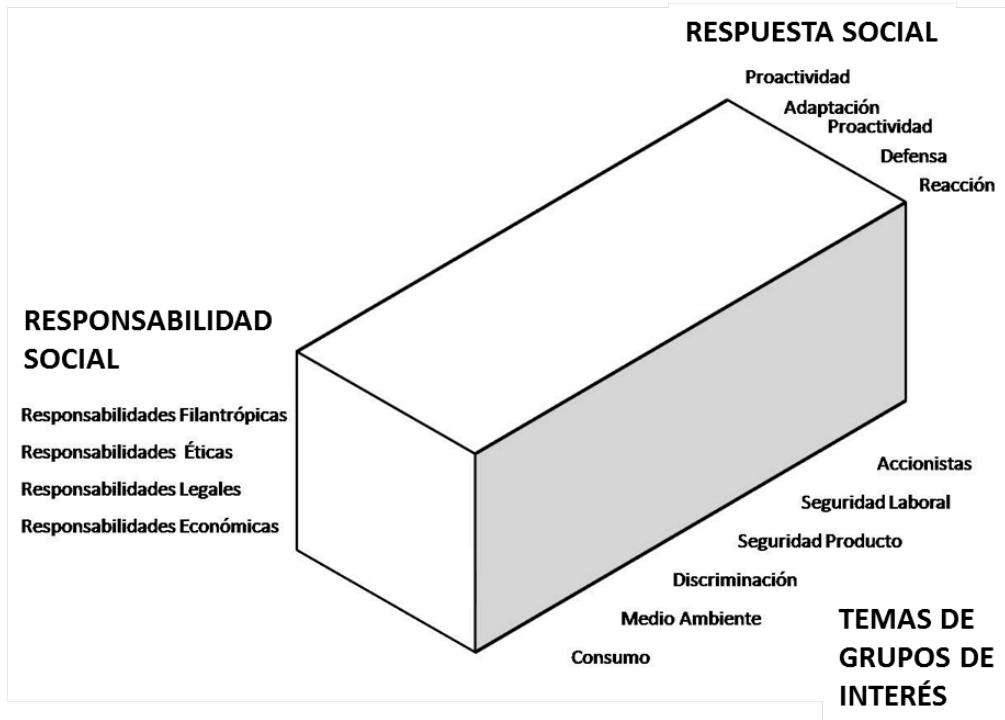 RESPUESTA SOCIAL
Proactividad
Adaptación
Proactividad
Defensa
Reacción
RESPONSABILIDAD
SOCIAL
Responsabilidades Filantrópicas
Responsabilidades Éticas
Responsabilidades Legales
Responsabilidades Económicas
Accionistas
Seguridad Laboral
Seguridad Producto
Discriminación
Medio Ambiente
Consumo
TEMAS DE
GRUPOS DE
INTERÉS